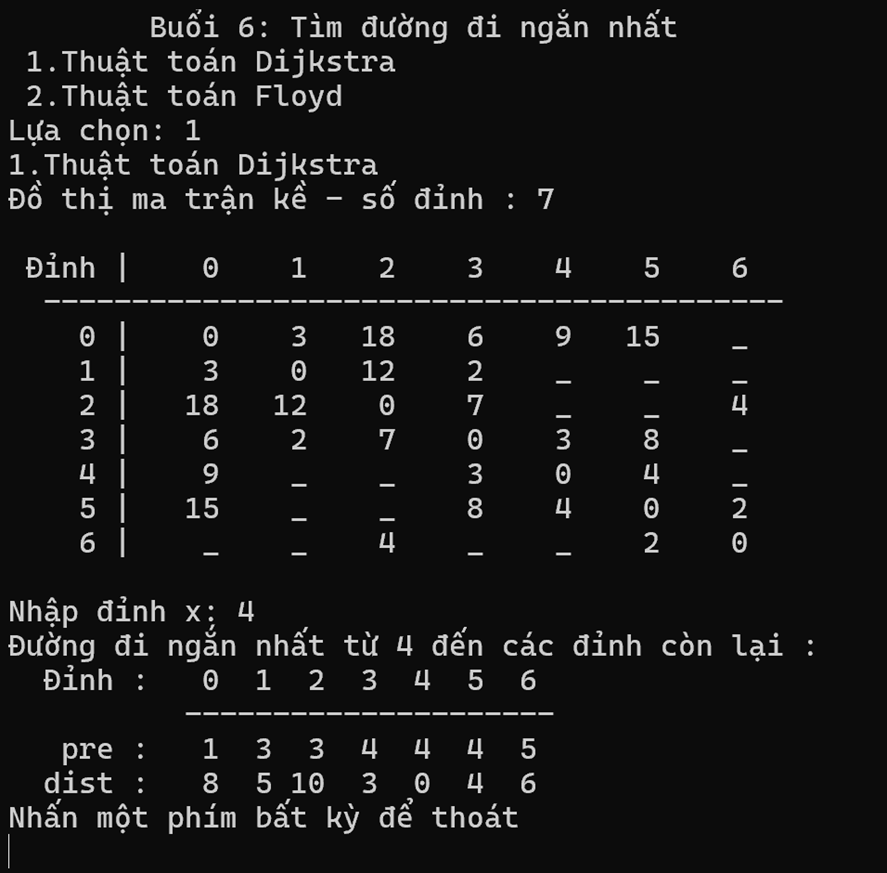 Buổi 6: Tìm đường đi ngắn nhất
1.Thuật toán Dijkstra
2.Thuật toán Floyd
Lựa chọn: 1
1.Thuật toán Dijkstra
Đồ thị ma trận kề - số đỉnh : 7
Đỉnh | 0 1 2 3 4 5 6
------------------------------------------
0 | 0 3 18 6 9 15 _
1 | 3 0 12 2 _ _ _
2 | 18 12 0 7 _ _ 4
3 | 6 2 7 0 3 8 _
4 | 9 _ _ 3 0 4 _
5 | 15 _ _ 8 4 0 2
6 | _ _ 4 _ _ 2 0
Nhập đỉnh x: 4
Đường đi ngắn nhất từ 4 đến các đỉnh còn lại :
Đỉnh : 0 1 2 3 4 5 6
---------------------
pre : 1 3 3 4 4 4 5
dist : 8 5 10 3 0 4 6
Nhấn một phím bất kỳ để thoát